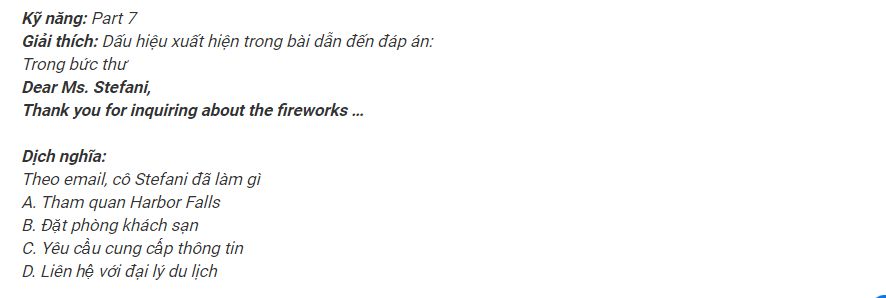 Kỹ năng: Part 7
Giải thích: Dấu hiệu xuất hiện trong bài dẫn đến đáp án:
Trong bức thư
Dear Ms. Stefani,
Thank you for inquiring about the fireworks ...
Dịch nghĩa:
Theo email, cô Stefani đã làm gì
A. Tham quan Harbor Falls
B. Đặt phòng khách sạn
C. Yêu cầu cung cấp thông tin
D. Liên hệ với đại lý du lịch